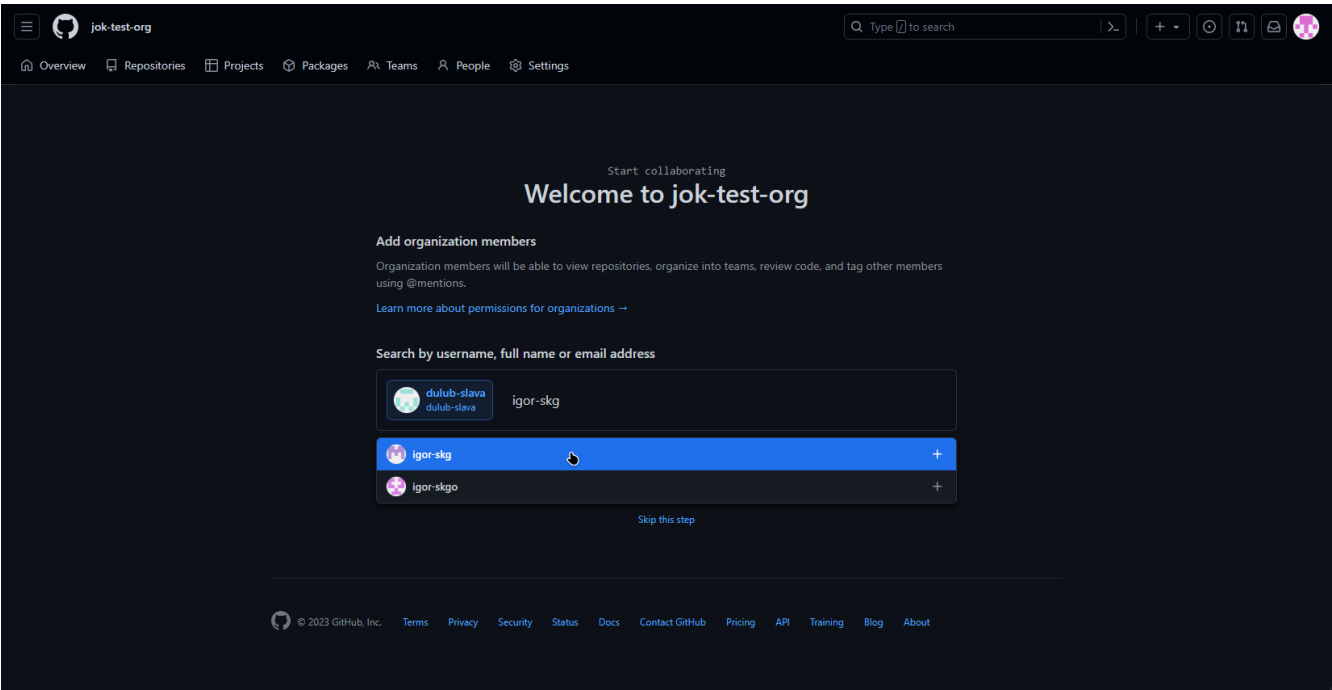 jok-test-org
Type / to search
Overview Repositories Projects Packages Teams People Settings
Start collaborating
Welcome to jok-test-org
Add organization members
Organization members will be able to view repositories, organize into teams, review code, and tag other members
using @mentions.
Learn more about permissions for organizations →
Search by username, full name or email address
dulub-slava
dulub-slava
igor-skg
igor-skg
igor-skgo
Skip this step
© 2023 GitHub, Inc. Terms Privacy Security Status Docs Contact GitHub Pricing API Training Blog About